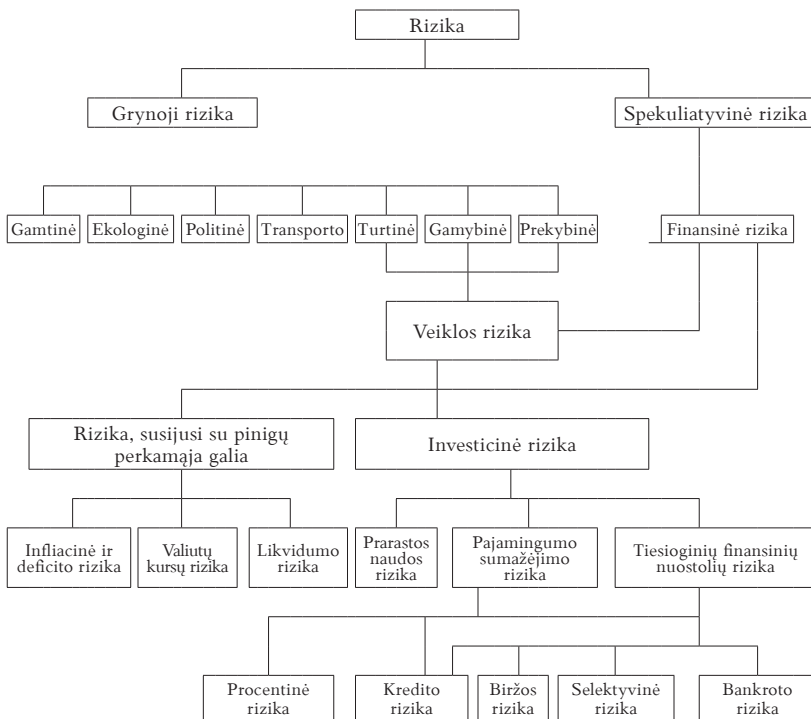 Rizika
Grynoji rizika
Spekuliatyvinė rizika
Gamtinė
Ekologinė
Politinė
Transporto
Turtinė
Gamybinė
Prekybinė
Finansinė rizika
Veiklos rizika
Rizika, susijusi su pinigų
perkamąja galia
Investicinė rizika
Infliacinė ir
deficito rizika
Valiutų
kursų rizika
Likvidumo
rizika
Prarastos
naudos
rizika
Pajamingumo
sumažėjimo
rizika
Tiesioginių finansinių
nuostolių rizika
Procentinė
rizika
Kredito
rizika
Biržos
rizika
Selektyvinė
rizika
Bankroto
rizika